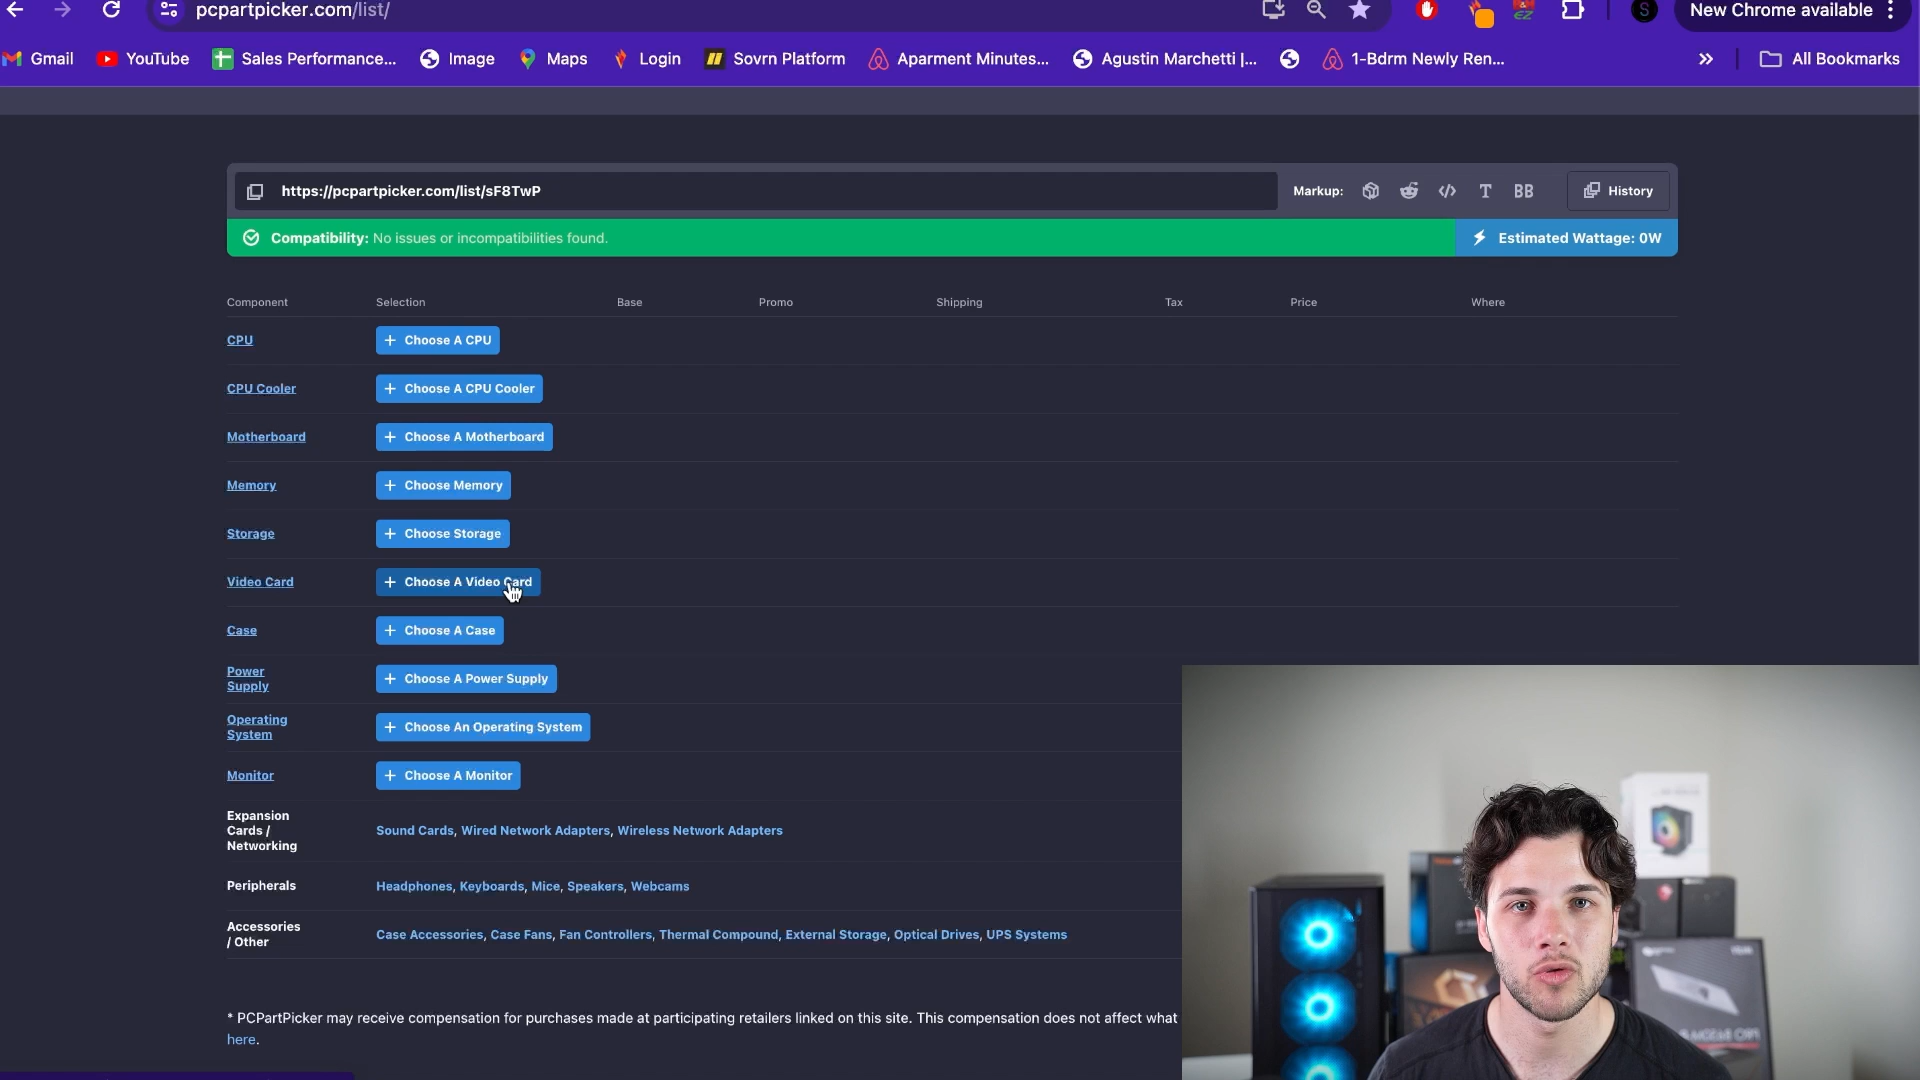 pcpartpicker.com/list/
S
New Chrome available
Gmail
YouTube
Sales Performance...
Image
Maps
Login
Sovrn Platform
Aparment Minutes...
Agustin Marchetti |...
1-Bdrm Newly Ren...
All Bookmarks
https://pcpartpicker.com/list/sF8TwP
Markup:
T
BB
History
Compatibility: No issues or incompatibilities found.
Estimated Wattage: 0W
Component Selection Base Promo Shipping Tax Price Where
CPU
+ Choose A CPU
CPU Cooler
+ Choose A CPU Cooler
Motherboard
+ Choose A Motherboard
Memory
+ Choose Memory
Storage
+ Choose Storage
Video Card
+ Choose A Video Card
Case
+ Choose A Case
Power
Supply
+ Choose A Power Supply
Operating
System
+ Choose An Operating System
Monitor
+ Choose A Monitor
Expansion
Cards /
Networking
Sound Cards, Wired Network Adapters, Wireless Network Adapters
Peripherals
Headphones, Keyboards, Mice, Speakers, Webcams
Accessories
/ Other
Case Accessories, Case Fans, Fan Controllers, Thermal Compound, External Storage, Optical Drives, UPS Systems
* PCPartPicker may receive compensation for purchases made at participating retailers linked on this site. This compensation does not affect what
here.